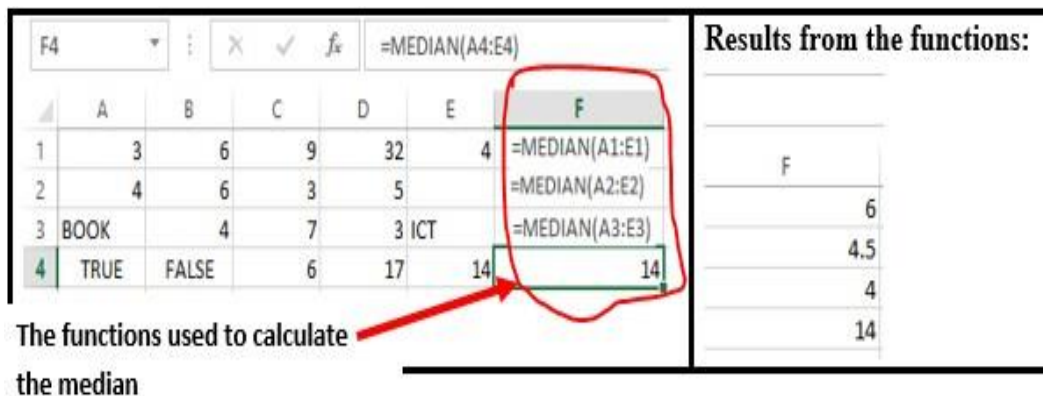 F4 =MEDIAN(A4:E4)
A B C D E F
1 3 6 9 32 4 =MEDIAN(A1:E1)
2 4 6 3 5 =MEDIAN(A2:E2)
3 BOOK 4 7 3 ICT =MEDIAN(A3:E3)
4 TRUE FALSE 6 17 14 14
The functions used to calculate
the median
Results from the functions:
F
6
4.5
4
14